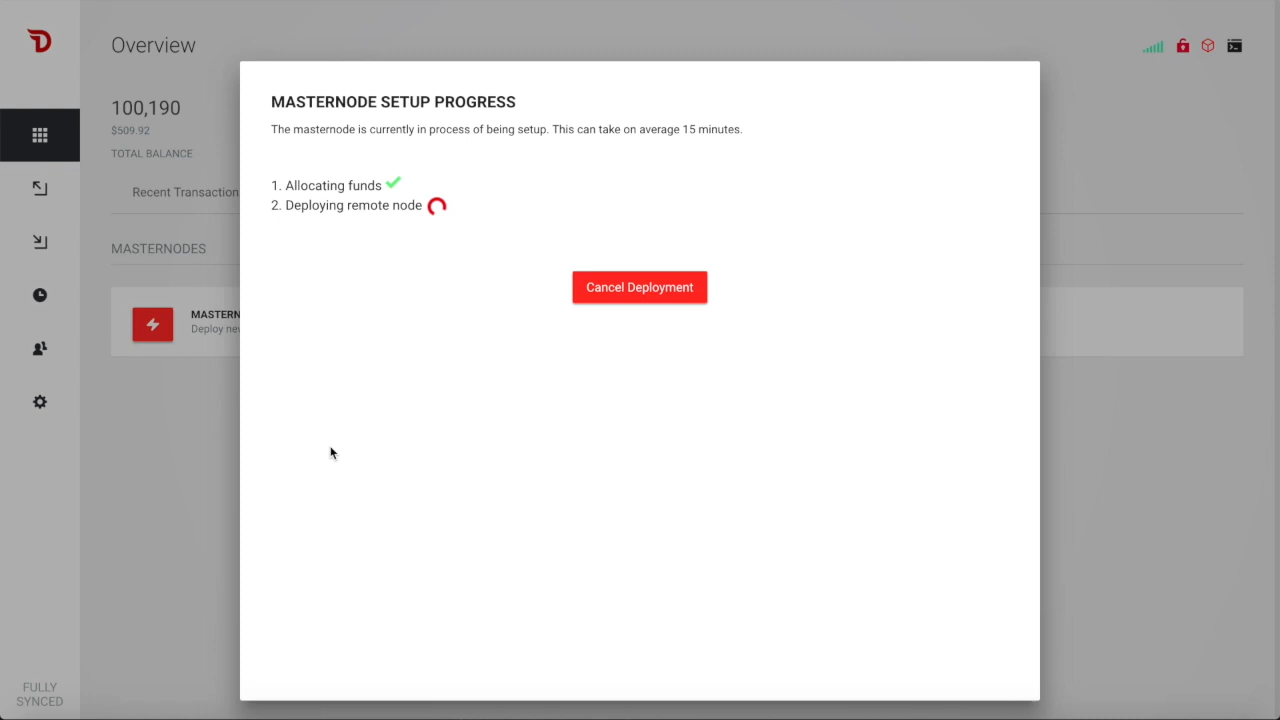 Overview
100,190
$509.92
TOTAL BALANCE
Recent Transaction
MASTERNODES
MASTERN
Deploy ne
MASTERNODE SETUP PROGRESS
The masternode is currently in process of being setup. This can take on average 15 minutes.
1. Allocating funds
2. Deploying remote node
Cancel Deployment
FULLY
SYNCED